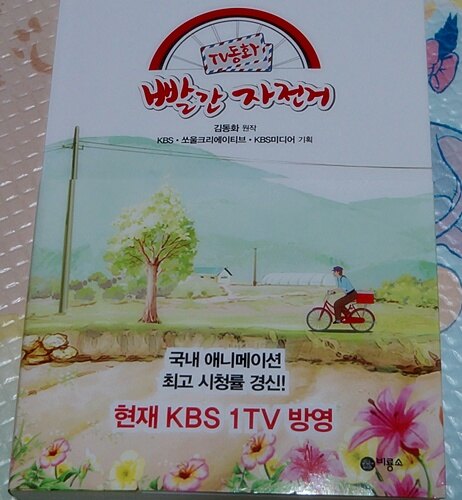 TV동화
빨간 자전거
김동화 원작
KBS • 쏘울크리에이티브 • KBS미디어 기획
국내 애니메이션
최고 시청률 경신!
현재 KBS 1TV 방영
비룡소